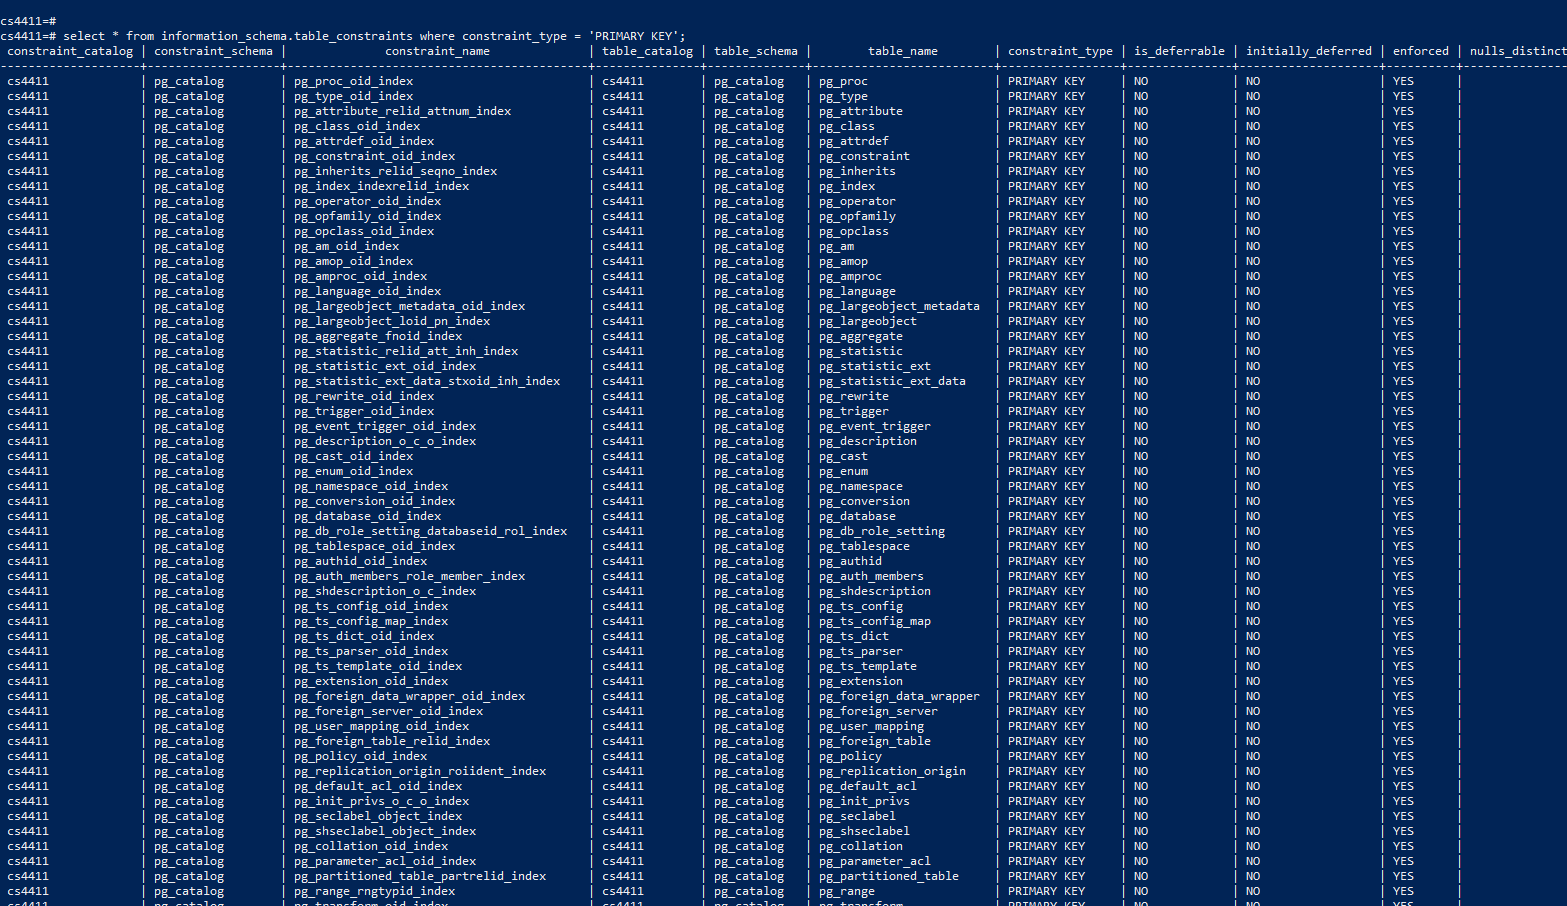 cs4411=#
cs4411=# select * from information_schema.table_constraints where constraint_type = 'PRIMARY KEY';
constraint_catalog | constraint_schema | constraint_name | table_catalog | table_schema | table_name | constraint_type | is_deferrable | initially_deferred | enforced | nulls_distinct
cs4411 | pg_catalog | pg_proc_oid_index | cs4411 | pg_catalog | pg_proc | PRIMARY KEY | NO | NO | YES |
cs4411 | pg_catalog | pg_type_oid_index | cs4411 | pg_catalog | pg_type | PRIMARY KEY | NO | NO | YES |
cs4411 | pg_catalog | pg_attribute_relid_attnum_index | cs4411 | pg_catalog | pg_attribute | PRIMARY KEY | NO | NO | YES |
cs4411 | pg_catalog | pg_class_oid_index | cs4411 | pg_catalog | pg_class | PRIMARY KEY | NO | NO | YES |
cs4411 | pg_catalog | pg_attrdef_oid_index | cs4411 | pg_catalog | pg_attrdef | PRIMARY KEY | NO | NO | YES |
cs4411 | pg_catalog | pg_constraint_oid_index | cs4411 | pg_catalog | pg_constraint | PRIMARY KEY | NO | NO | YES |
cs4411 | pg_catalog | pg_inherits_relid_seqno_index | cs4411 | pg_catalog | pg_inherits | PRIMARY KEY | NO | NO | YES |
cs4411 | pg_catalog | pg_index_indexrelid_index | cs4411 | pg_catalog | pg_index | PRIMARY KEY | NO | NO | YES |
cs4411 | pg_catalog | pg_operator_oid_index | cs4411 | pg_catalog | pg_operator | PRIMARY KEY | NO | NO | YES |
cs4411 | pg_catalog | pg_opfamily_oid_index | cs4411 | pg_catalog | pg_opfamily | PRIMARY KEY | NO | NO | YES |
cs4411 | pg_catalog | pg_opclass_oid_index | cs4411 | pg_catalog | pg_opclass | PRIMARY KEY | NO | NO | YES |
cs4411 | pg_catalog | pg_am_oid_index | cs4411 | pg_catalog | pg_am | PRIMARY KEY | NO | NO | YES |
cs4411 | pg_catalog | pg_amop_oid_index | cs4411 | pg_catalog | pg_amop | PRIMARY KEY | NO | NO | YES |
cs4411 | pg_catalog | pg_amproc_oid_index | cs4411 | pg_catalog | pg_amproc | PRIMARY KEY | NO | NO | YES |
cs4411 | pg_catalog | pg_language_oid_index | cs4411 | pg_catalog | pg_language | PRIMARY KEY | NO | NO | YES |
cs4411 | pg_catalog | pg_largeobject_metadata_oid_index | cs4411 | pg_catalog | pg_largeobject_metadata | PRIMARY KEY | NO | NO | YES |
cs4411 | pg_catalog | pg_largeobject_loid_pn_index | cs4411 | pg_catalog | pg_largeobject | PRIMARY KEY | NO | NO | YES |
cs4411 | pg_catalog | pg_aggregate_fnoid_index | cs4411 | pg_catalog | pg_aggregate | PRIMARY KEY | NO | NO | YES |
cs4411 | pg_catalog | pg_statistic_relid_att_inh_index | cs4411 | pg_catalog | pg_statistic | PRIMARY KEY | NO | NO | YES |
cs4411 | pg_catalog | pg_statistic_ext_oid_index | cs4411 | pg_catalog | pg_statistic_ext | PRIMARY KEY | NO | NO | YES |
cs4411 | pg_catalog | pg_statistic_ext_data_stxoid_inh_index | cs4411 | pg_catalog | pg_statistic_ext_data | PRIMARY KEY | NO | NO | YES |
cs4411 | pg_catalog | pg_rewrite_oid_index | cs4411 | pg_catalog | pg_rewrite | PRIMARY KEY | NO | NO | YES |
cs4411 | pg_catalog | pg_trigger_oid_index | cs4411 | pg_catalog | pg_trigger | PRIMARY KEY | NO | NO | YES |
cs4411 | pg_catalog | pg_event_trigger_oid_index | cs4411 | pg_catalog | pg_event_trigger | PRIMARY KEY | NO | NO | YES |
cs4411 | pg_catalog | pg_description_o_c_o_index | cs4411 | pg_catalog | pg_description | PRIMARY KEY | NO | NO | YES |
cs4411 | pg_catalog | pg_cast_oid_index | cs4411 | pg_catalog | pg_cast | PRIMARY KEY | NO | NO | YES |
cs4411 | pg_catalog | pg_enum_oid_index | cs4411 | pg_catalog | pg_enum | PRIMARY KEY | NO | NO | YES |
cs4411 | pg_catalog | pg_namespace_oid_index | cs4411 | pg_catalog | pg_namespace | PRIMARY KEY | NO | NO | YES |
cs4411 | pg_catalog | pg_conversion_oid_index | cs4411 | pg_catalog | pg_conversion | PRIMARY KEY | NO | NO | YES |
cs4411 | pg_catalog | pg_database_oid_index | cs4411 | pg_catalog | pg_database | PRIMARY KEY | NO | NO | YES |
cs4411 | pg_catalog | pg_db_role_setting_databaseid_rol_index | cs4411 | pg_catalog | pg_db_role_setting | PRIMARY KEY | NO | NO | YES |
cs4411 | pg_catalog | pg_tablespace_oid_index | cs4411 | pg_catalog | pg_tablespace | PRIMARY KEY | NO | NO | YES |
cs4411 | pg_catalog | pg_authid_oid_index | cs4411 | pg_catalog | pg_authid | PRIMARY KEY | NO | NO | YES |
cs4411 | pg_catalog | pg_auth_members_role_member_index | cs4411 | pg_catalog | pg_auth_members | PRIMARY KEY | NO | NO | YES |
cs4411 | pg_catalog | pg_shdescription_o_c_index | cs4411 | pg_catalog | pg_shdescription | PRIMARY KEY | NO | NO | YES |
cs4411 | pg_catalog | pg_ts_config_oid_index | cs4411 | pg_catalog | pg_ts_config | PRIMARY KEY | NO | NO | YES |
cs4411 | pg_catalog | pg_ts_config_map_index | cs4411 | pg_catalog | pg_ts_config_map | PRIMARY KEY | NO | NO | YES |
cs4411 | pg_catalog | pg_ts_dict_oid_index | cs4411 | pg_catalog | pg_ts_dict | PRIMARY KEY | NO | NO | YES |
cs4411 | pg_catalog | pg_ts_parser_oid_index | cs4411 | pg_catalog | pg_ts_parser | PRIMARY KEY | NO | NO | YES |
cs4411 | pg_catalog | pg_ts_template_oid_index | cs4411 | pg_catalog | pg_ts_template | PRIMARY KEY | NO | NO | YES |
cs4411 | pg_catalog | pg_extension_oid_index | cs4411 | pg_catalog | pg_extension | PRIMARY KEY | NO | NO | YES |
cs4411 | pg_catalog | pg_foreign_data_wrapper_oid_index | cs4411 | pg_catalog | pg_foreign_data_wrapper | PRIMARY KEY | NO | NO | YES |
cs4411 | pg_catalog | pg_foreign_server_oid_index | cs4411 | pg_catalog | pg_foreign_server | PRIMARY KEY | NO | NO | YES |
cs4411 | pg_catalog | pg_user_mapping_oid_index | cs4411 | pg_catalog | pg_user_mapping | PRIMARY KEY | NO | NO | YES |
cs4411 | pg_catalog | pg_foreign_table_relid_index | cs4411 | pg_catalog | pg_foreign_table | PRIMARY KEY | NO | NO | YES |
cs4411 | pg_catalog | pg_policy_oid_index | cs4411 | pg_catalog | pg_policy | PRIMARY KEY | NO | NO | YES |
cs4411 | pg_catalog | pg_replication_origin_roiident_index | cs4411 | pg_catalog | pg_replication_origin | PRIMARY KEY | NO | NO | YES |
cs4411 | pg_catalog | pg_default_acl_oid_index | cs4411 | pg_catalog | pg_default_acl | PRIMARY KEY | NO | NO | YES |
cs4411 | pg_catalog | pg_init_privs_o_c_o_index | cs4411 | pg_catalog | pg_init_privs | PRIMARY KEY | NO | NO | YES |
cs4411 | pg_catalog | pg_seclabel_object_index | cs4411 | pg_catalog | pg_seclabel | PRIMARY KEY | NO | NO | YES |
cs4411 | pg_catalog | pg_shseclabel_object_index | cs4411 | pg_catalog | pg_shseclabel | PRIMARY KEY | NO | NO | YES |
cs4411 | pg_catalog | pg_collation_oid_index | cs4411 | pg_catalog | pg_collation | PRIMARY KEY | NO | NO | YES |
cs4411 | pg_catalog | pg_parameter_acl_oid_index | cs4411 | pg_catalog | pg_parameter_acl | PRIMARY KEY | NO | NO | YES |
cs4411 | pg_catalog | pg_partitioned_table_partrelid_index | cs4411 | pg_catalog | pg_partitioned_table | PRIMARY KEY | NO | NO | YES |
cs4411 | pg_catalog | pg_range_rngtypid_index | cs4411 | pg_catalog | pg_range | PRIMARY KEY | NO | NO | YES |